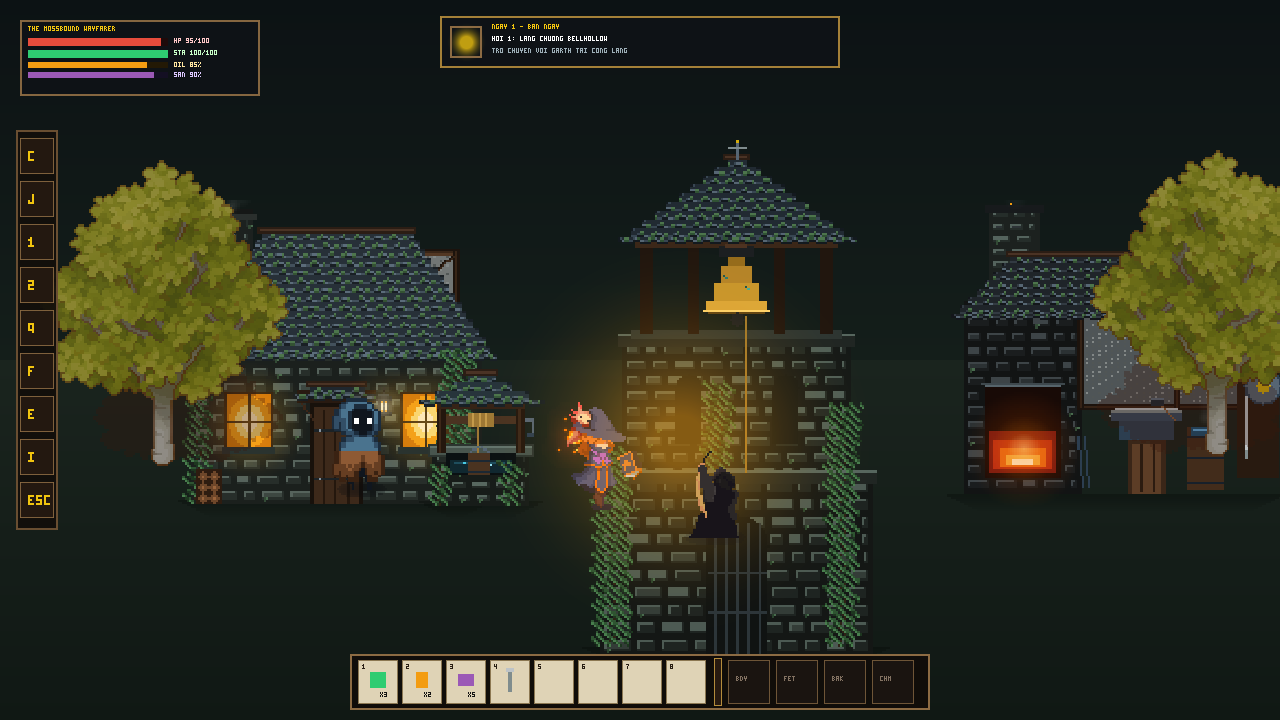 THE MOSSBOUND WAYFARER
HP 95/100
STA 100/100
OIL 85%
SAN 90%
NGAY 1 - BAN NGAY
HOI 1: LANG CHUONG BELLHOLLOW
TRO CHUYEN VOI GARTH TAI CONG LANG
C
J
1
2
Q
F
E
I
ESC
1 X3
2 X2
3 X5
4
5
6
7
8
BDY
FET
BAK
CHM